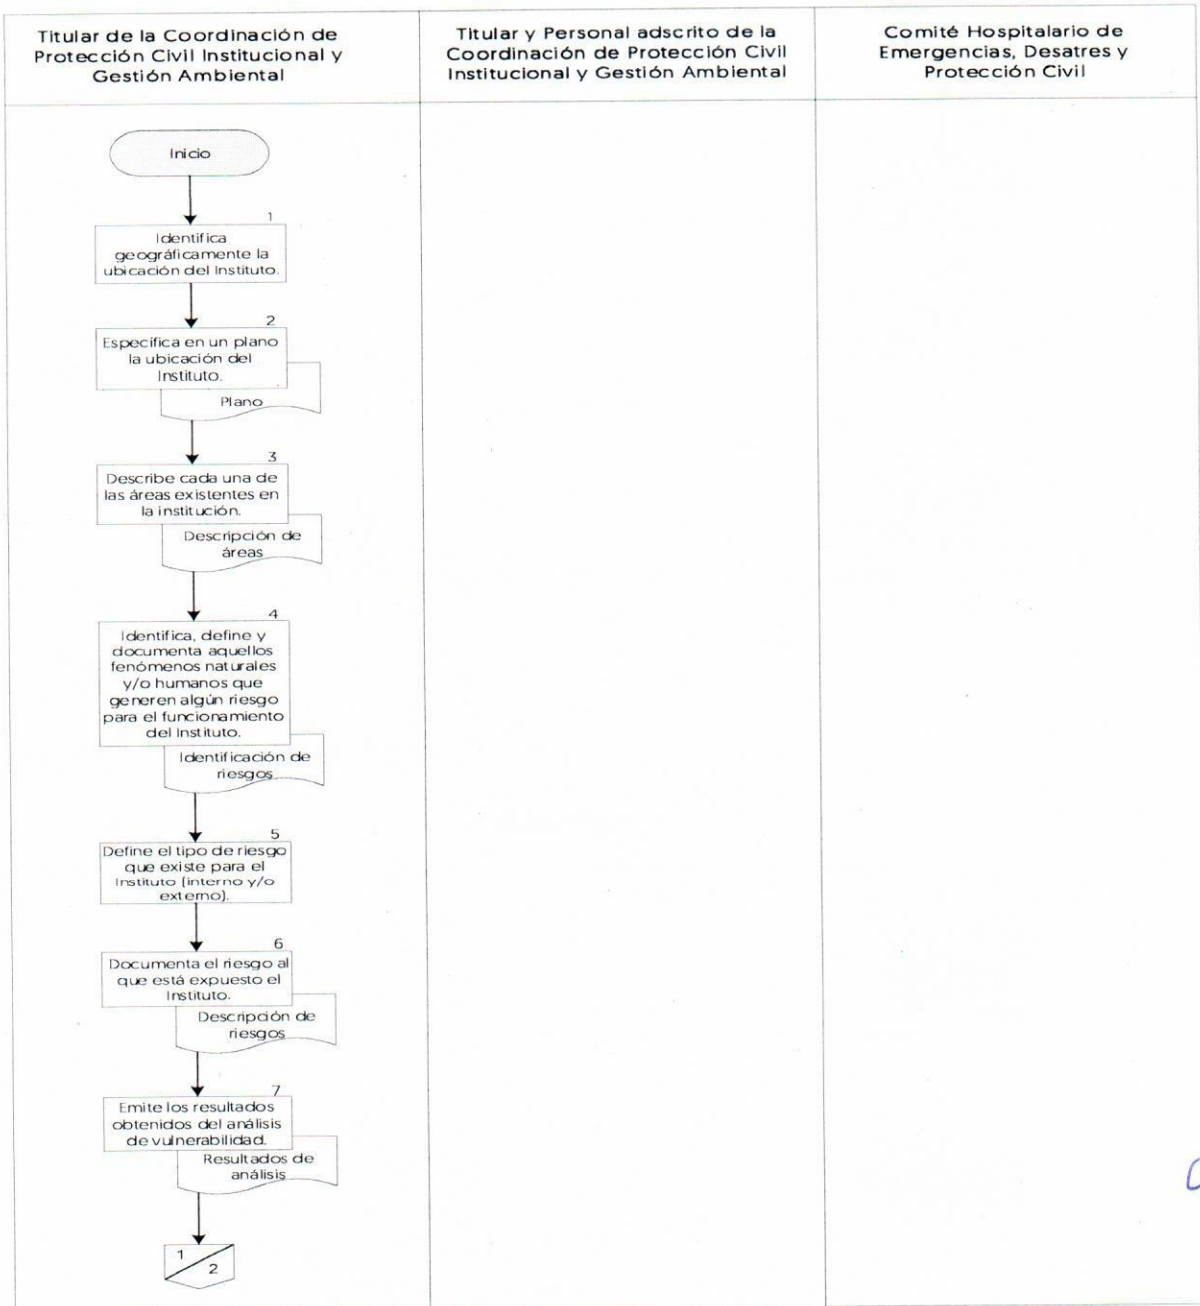 Titular de la Coordinación de
Protección Civil Institucional y
Gestión Ambiental
Titular y Personal adscrito de la
Coordinación de Protección Civil
Institucional y Gestión Ambiental
Comité Hospitalario de
Emergencias, Desatres y
Protección Civil
Inicio
1
Identifica
geográficamente la
ubicación del Instituto.
2
Especifica en un plano
la ubicación del
Instituto.
Plano
3
Describe cada una de
las áreas existentes en
la institución.
Descripción de
áreas
4
Identifica, define y
documenta aquellos
fenómenos naturales
y/o humanos que
generen algún riesgo
para el funcionamiento
del Instituto.
Identificación de
riesgos
5
Define el tipo de riesgo
que existe para el
Instituto (interno y/o
externo).
6
Documenta el riesgo al
que está expuesto el
Instituto.
Descripción de
riesgos
7
Emite los resultados
obtenidos del análisis
de vulnerabilidad.
Resultados de
análisis
1
2